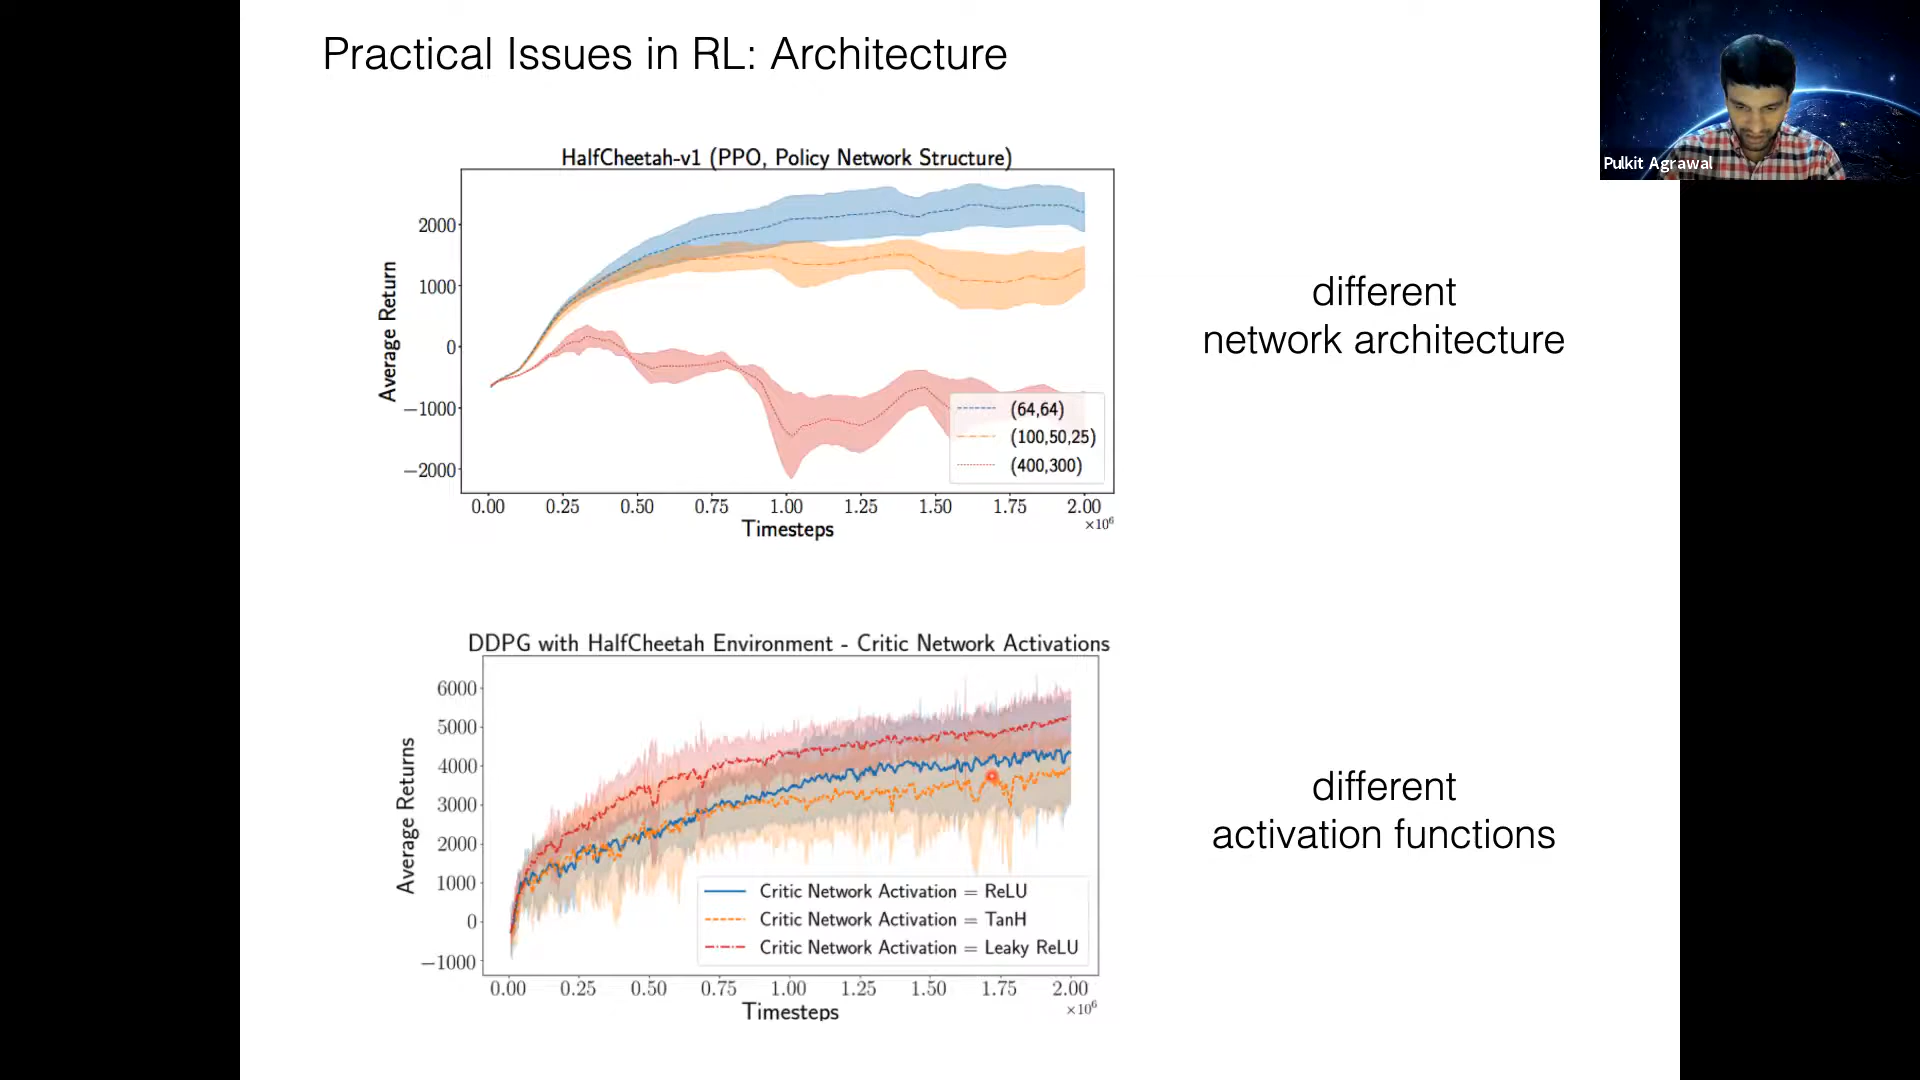 Practical Issues in RL: Architecture
Pulkit Agrawal
HalfCheetah-v1 (PPO, Policy Network Structure)
Average Return
2000
1000
0
−1000
−2000
(64,64)
(100,50,25)
(400,300)
0.00 0.25 0.50 0.75 1.00 1.25 1.50 1.75 2.00
×10⁶
Timesteps
different
network architecture
DDPG with HalfCheetah Environment - Critic Network Activations
Average Returns
6000
5000
4000
3000
2000
1000
0
−1000
Critic Network Activation = ReLU
Critic Network Activation = TanH
Critic Network Activation = Leaky ReLU
0.00 0.25 0.50 0.75 1.00 1.25 1.50 1.75 2.00
×10⁶
Timesteps
different
activation functions